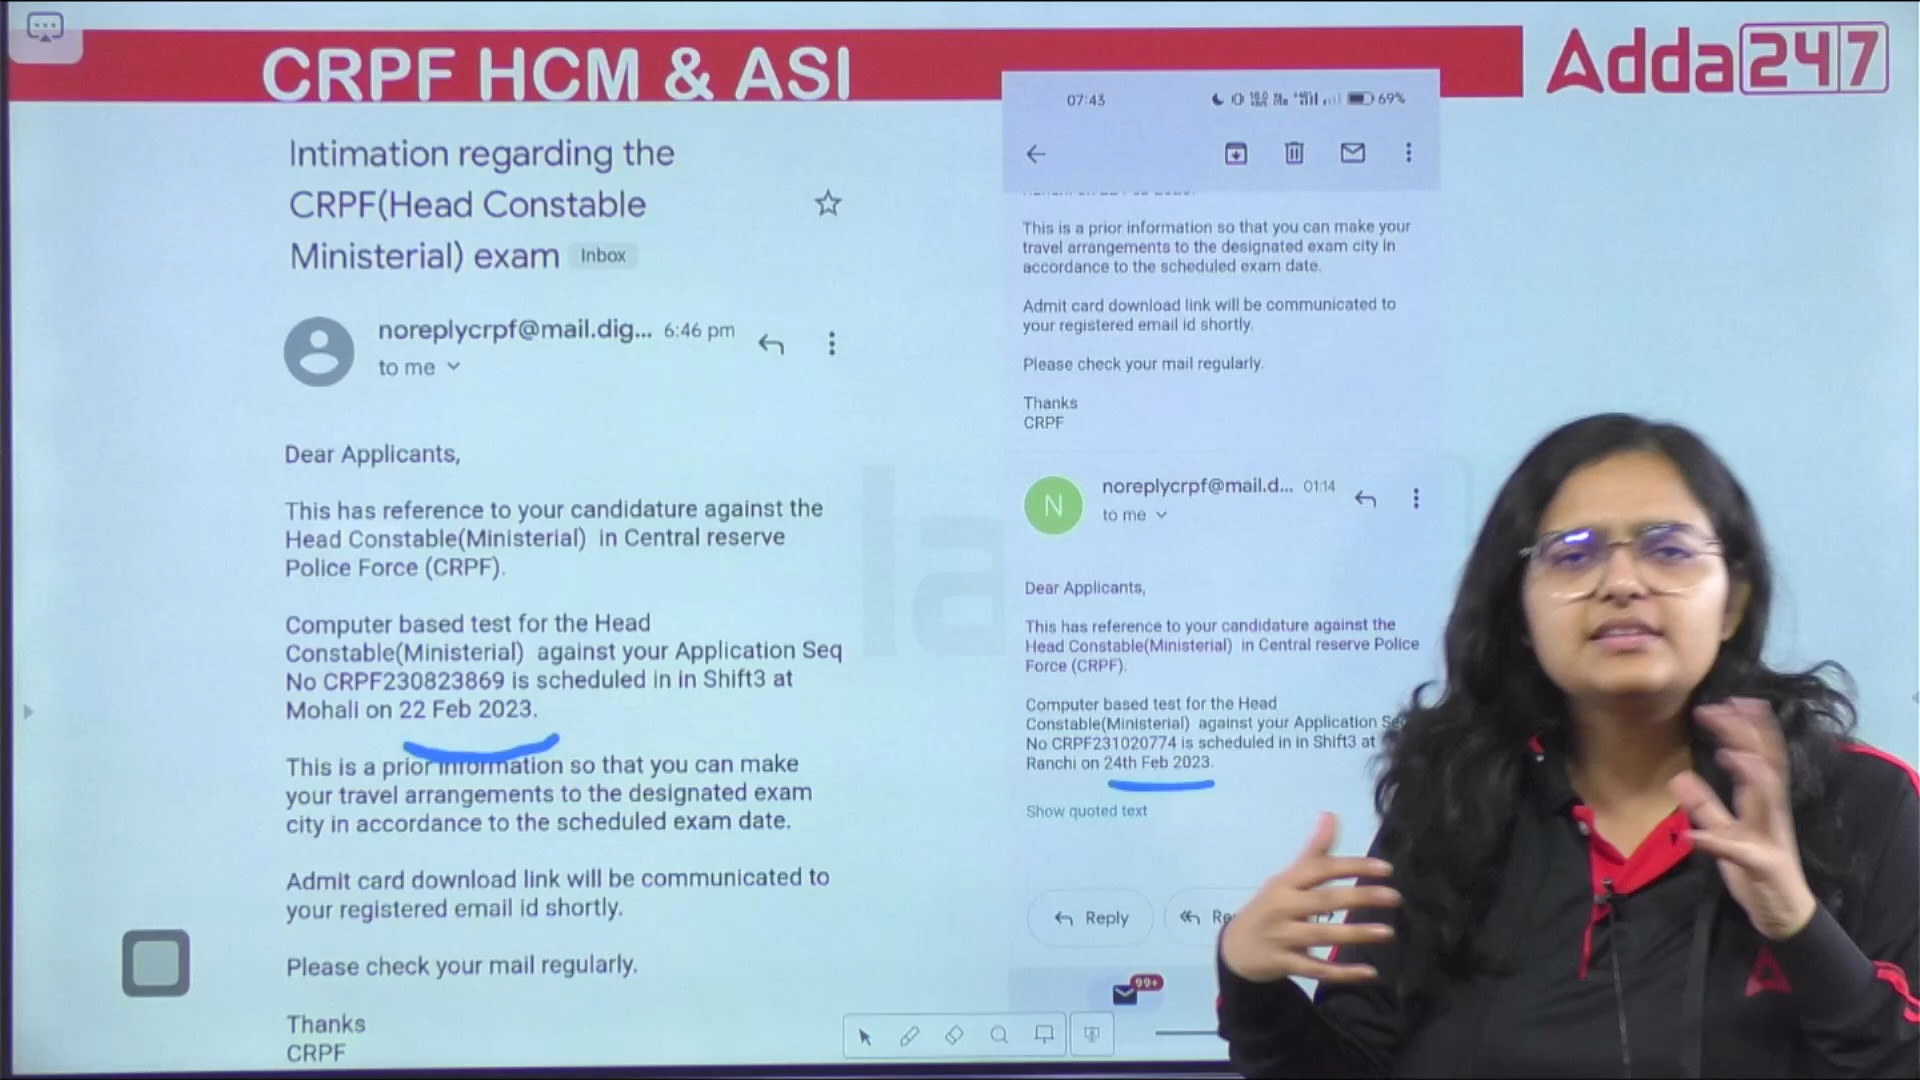 CRPF HCM & ASI
Adda247
Intimation regarding the
CRPF(Head Constable
Ministerial) exam Inbox
noreplycrpf@mail.dig... 6:46 pm
to me
Dear Applicants,
This has reference to your candidature against the
Head Constable(Ministerial) in Central reserve
Police Force (CRPF).
Computer based test for the Head
Constable(Ministerial) against your Application Seq
No CRPF230823869 is scheduled in in Shift3 at
Mohali on 22 Feb 2023.
This is a prior information so that you can make
your travel arrangements to the designated exam
city in accordance to the scheduled exam date.
Admit card download link will be communicated to
your registered email id shortly.
Please check your mail regularly.
Thanks
CRPF
07:43
69%
This is a prior information so that you can make your
travel arrangements to the designated exam city in
accordance to the scheduled exam date.
Admit card download link will be communicated to
your registered email id shortly.
Please check your mail regularly.
Thanks
CRPF
N
noreplycrpf@mail.d... 01:14
to me
Dear Applicants,
This has reference to your candidature against the
Head Constable(Ministerial) in Central reserve Police
Force (CRPF).
Computer based test for the Head
Constable(Ministerial) against your Application Seq
No CRPF231020774 is scheduled in in Shift3 at
Ranchi on 24th Feb 2023.
Show quoted text
Reply
Re
99+